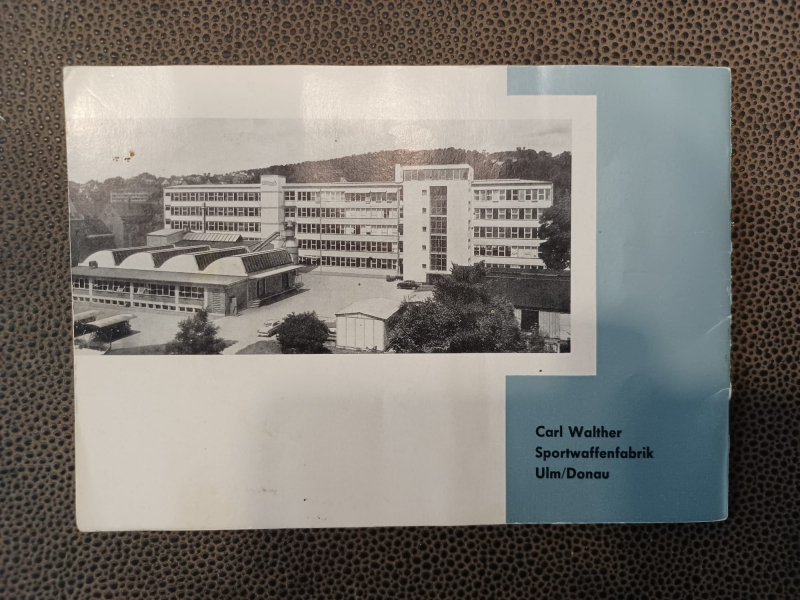 Carl Walther
Sportwaffenfabrik
Ulm/Donau